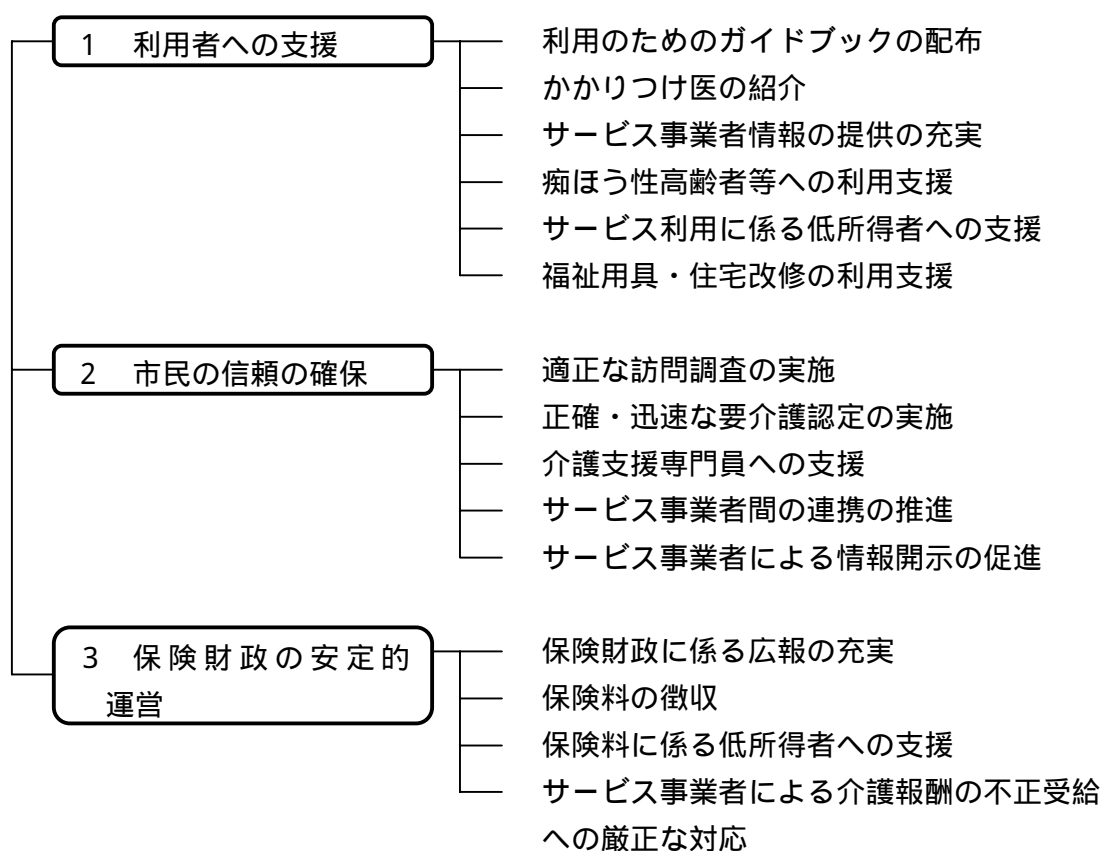 1 利用者への支援
利用のためのガイドブックの配布
かかりつけ医の紹介
サービス事業者情報の提供の充実
痴ほう性高齢者等への利用支援
サービス利用に係る低所得者への支援
福祉用具・住宅改修の利用支援
2 市民の信頼の確保
適正な訪問調査の実施
正確・迅速な要介護認定の実施
介護支援専門員への支援
サービス事業者間の連携の推進
サービス事業者による情報開示の促進
3 保険財政の安定的
運営
保険財政に係る広報の充実
保険料の徴収
保険料に係る低所得者への支援
サービス事業者による介護報酬の不正受給
への厳正な対応